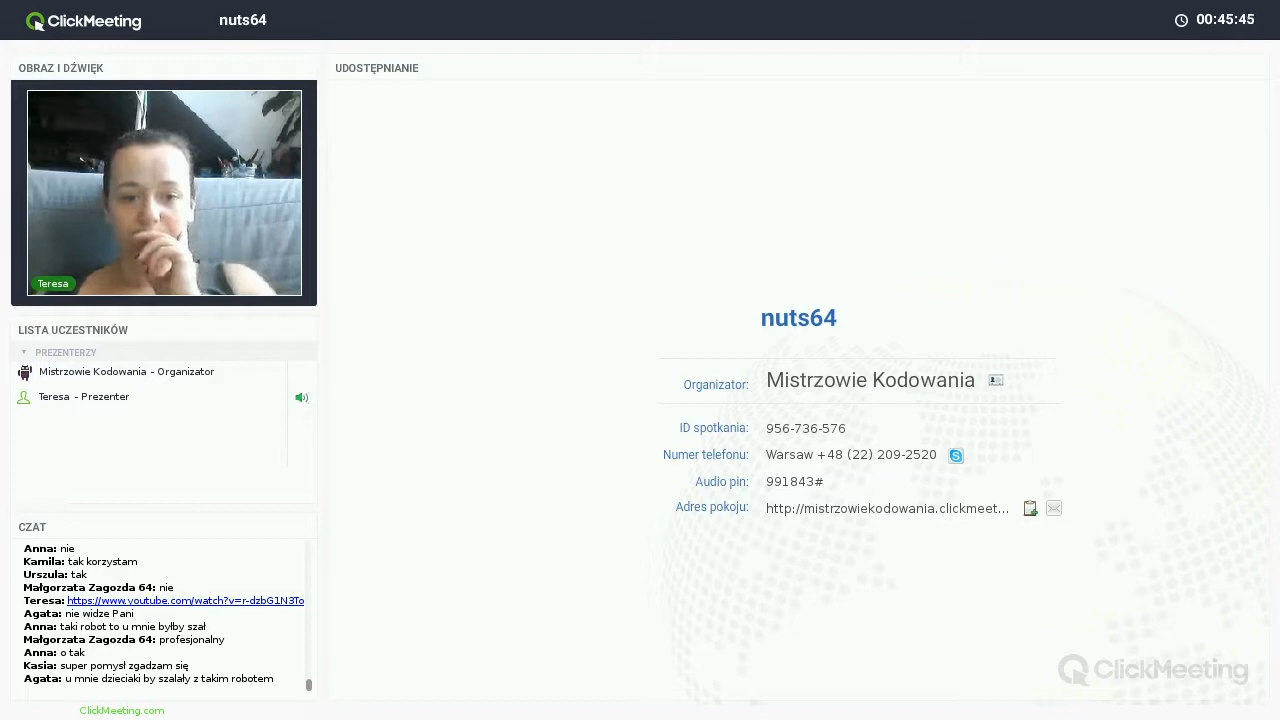 ClickMeeting
nuts64
00:45:45
OBRAZ I DŹWIĘK
Teresa
LISTA UCZESTNIKÓW
PREZENTERZY
Mistrzowie Kodowania - Organizator
Teresa - Prezenter
CZAT
Anna: nie
Kamila: tak korzystam
Urszula: tak
Małgorzata Zagozda 64: nie
Teresa: https://www.youtube.com/watch?v=r-dzbG1N3To
Agata: nie widze Pani
Anna: taki robot to u mnie byłby szał
Małgorzata Zagozda 64: profesjonalny
Anna: o tak
Kasia: super pomysł zgadzam się
Agata: u mnie dzieciaki by szalały z takim robotem
ClickMeeting.com
UDOSTĘPNIANIE
nuts64
Organizator: Mistrzowie Kodowania
ID spotkania: 956-736-576
Numer telefonu: Warsaw +48 (22) 209-2520
Audio pin: 991843#
Adres pokoju: http://mistrzowiekodowania.clickmeet...
ClickMeeting